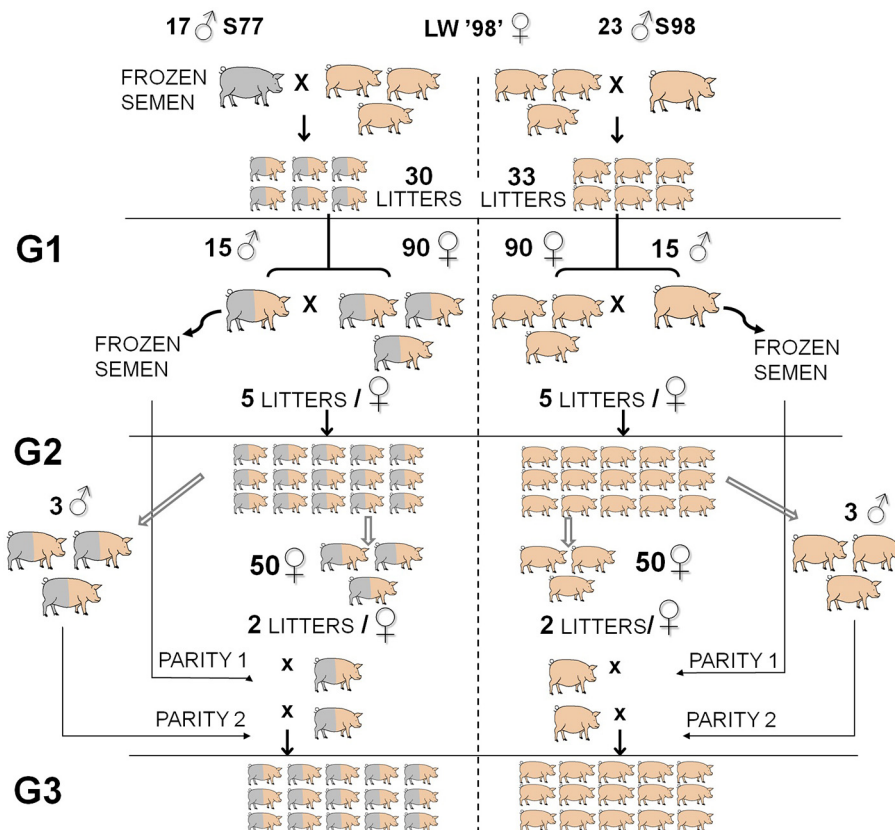 17 ♂ S77
LW '98' ♀
23 ♂ S98
FROZEN
SEMEN
X
X
30
LITTERS
33
LITTERS
G1
15 ♂
90 ♀
90 ♀
15 ♂
X
X
FROZEN
SEMEN
FROZEN
SEMEN
5 LITTERS / ♀
5 LITTERS / ♀
G2
3 ♂
3 ♂
50 ♀
50 ♀
2 LITTERS / ♀
2 LITTERS/ ♀
PARITY 1
x
x
PARITY 1
PARITY 2
x
x
PARITY 2
G3